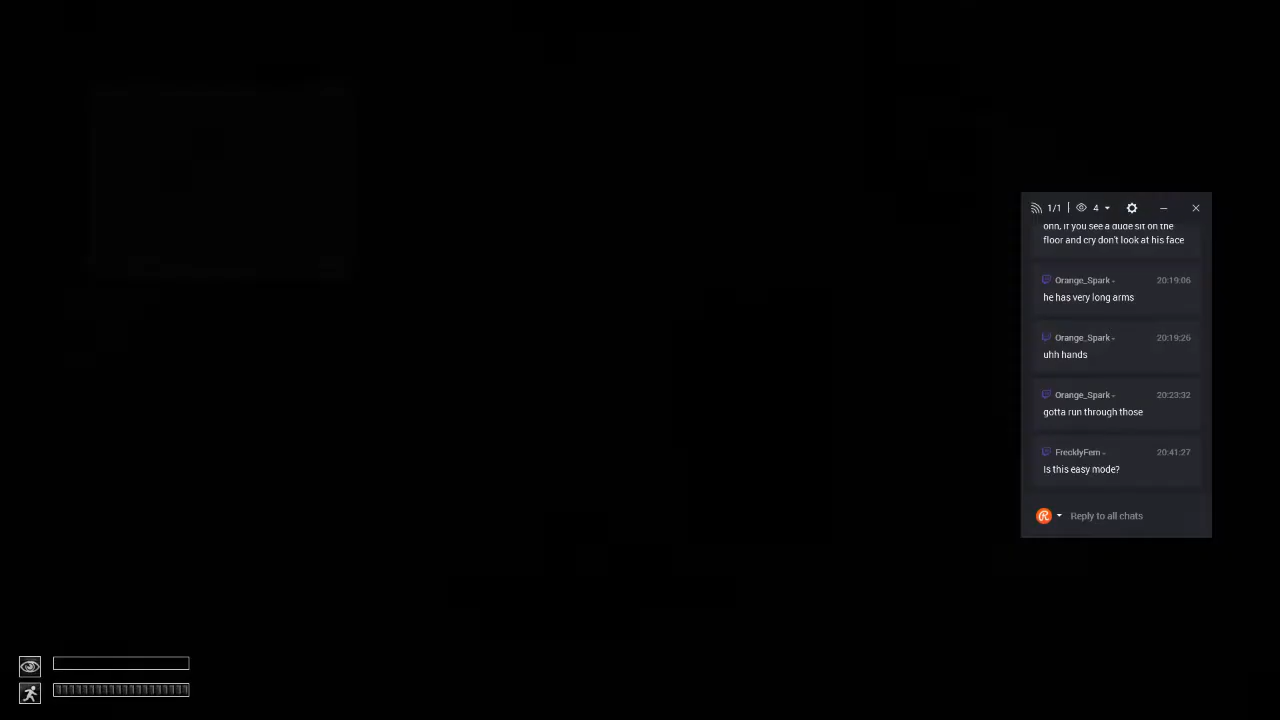 1/1 4
ohh, if you see a dude sit on the
floor and cry don't look at his face
Orange_Spark 20:19:06
he has very long arms
Orange_Spark 20:19:26
uhh hands
Orange_Spark 20:23:32
gotta run through those
FrecklyFem 20:41:27
Is this easy mode?
Reply to all chats